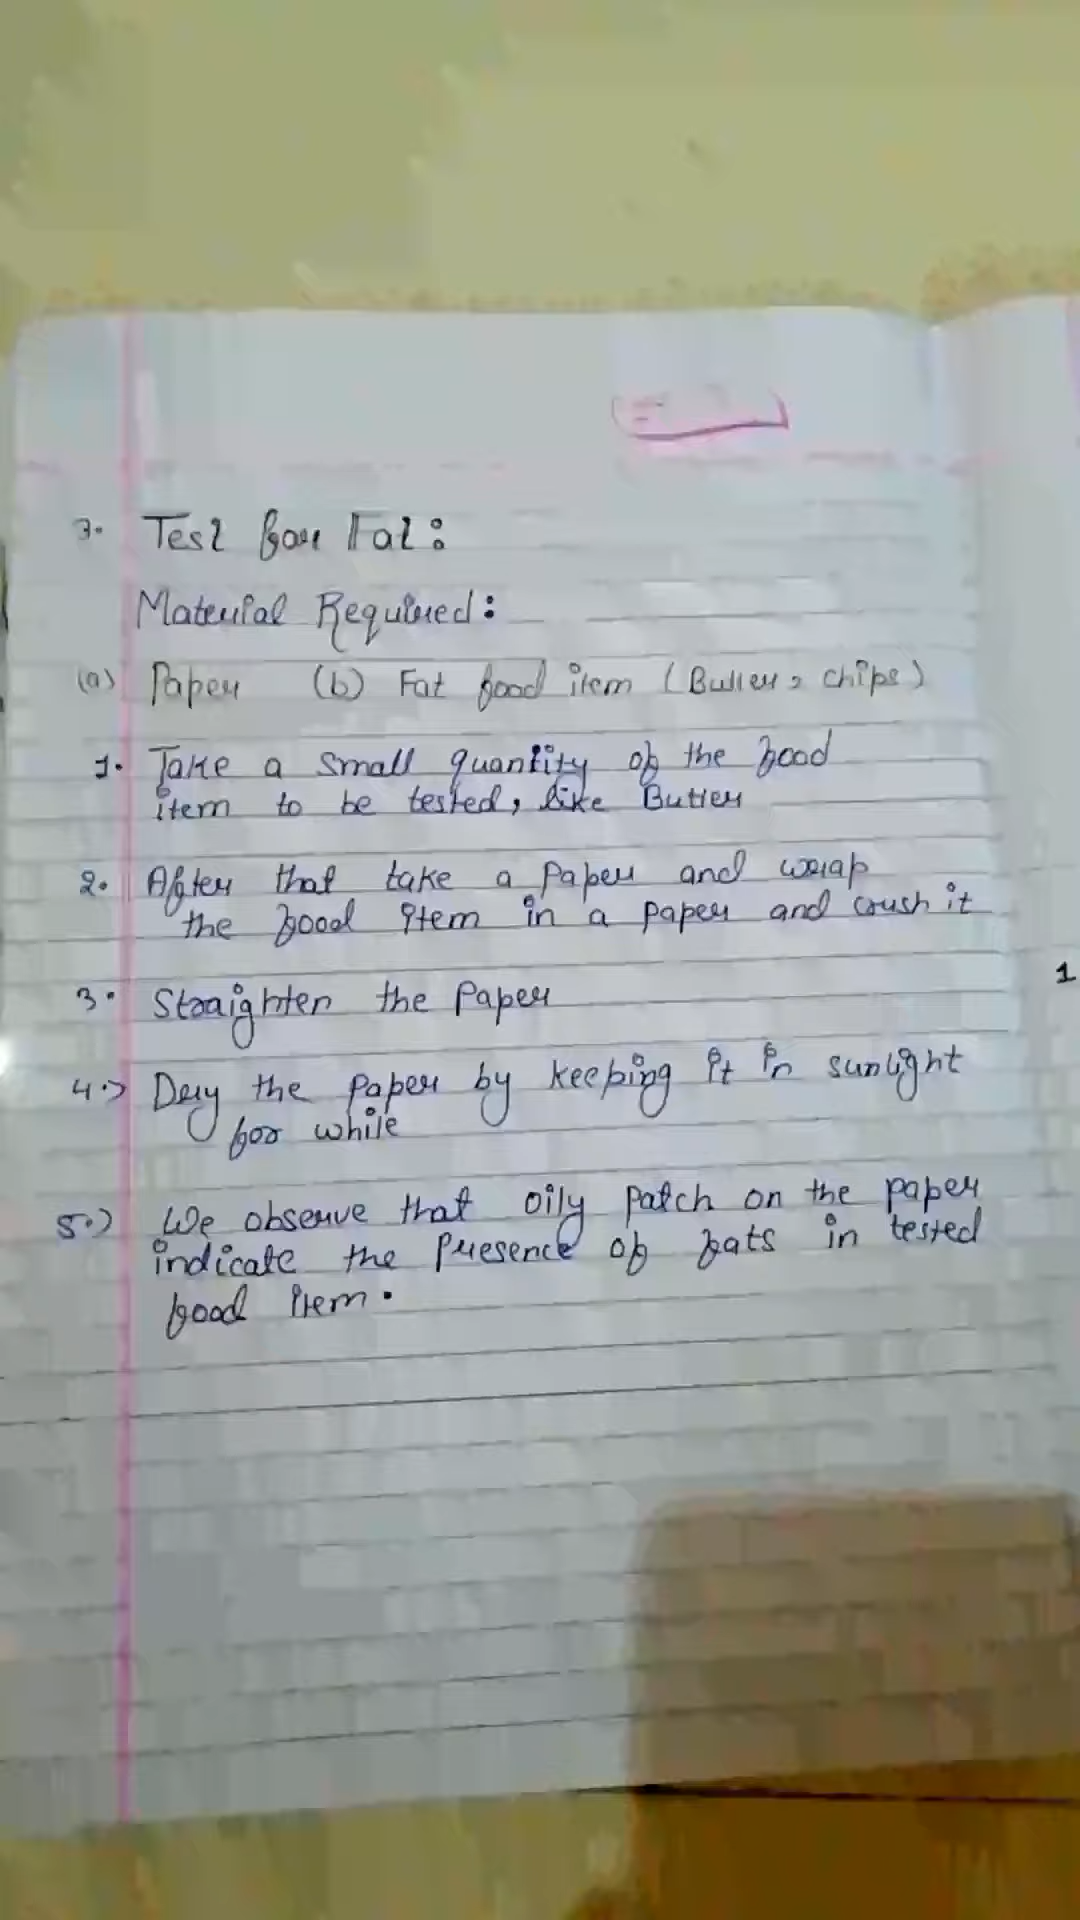 3. Test for Fat:
Material Required:
(a) Paper (b) Fat food item (Butter, chips)
1. Take a small quantity of the food
item to be tested, like Butter
2. After that take a paper and wrap
the food item in a paper and crush it
3. Straighten the Paper
4.) Dry the paper by keeping it in sunlight
for while
5.) We observe that oily patch on the paper
indicate the presence of fats in tested
food item.
1